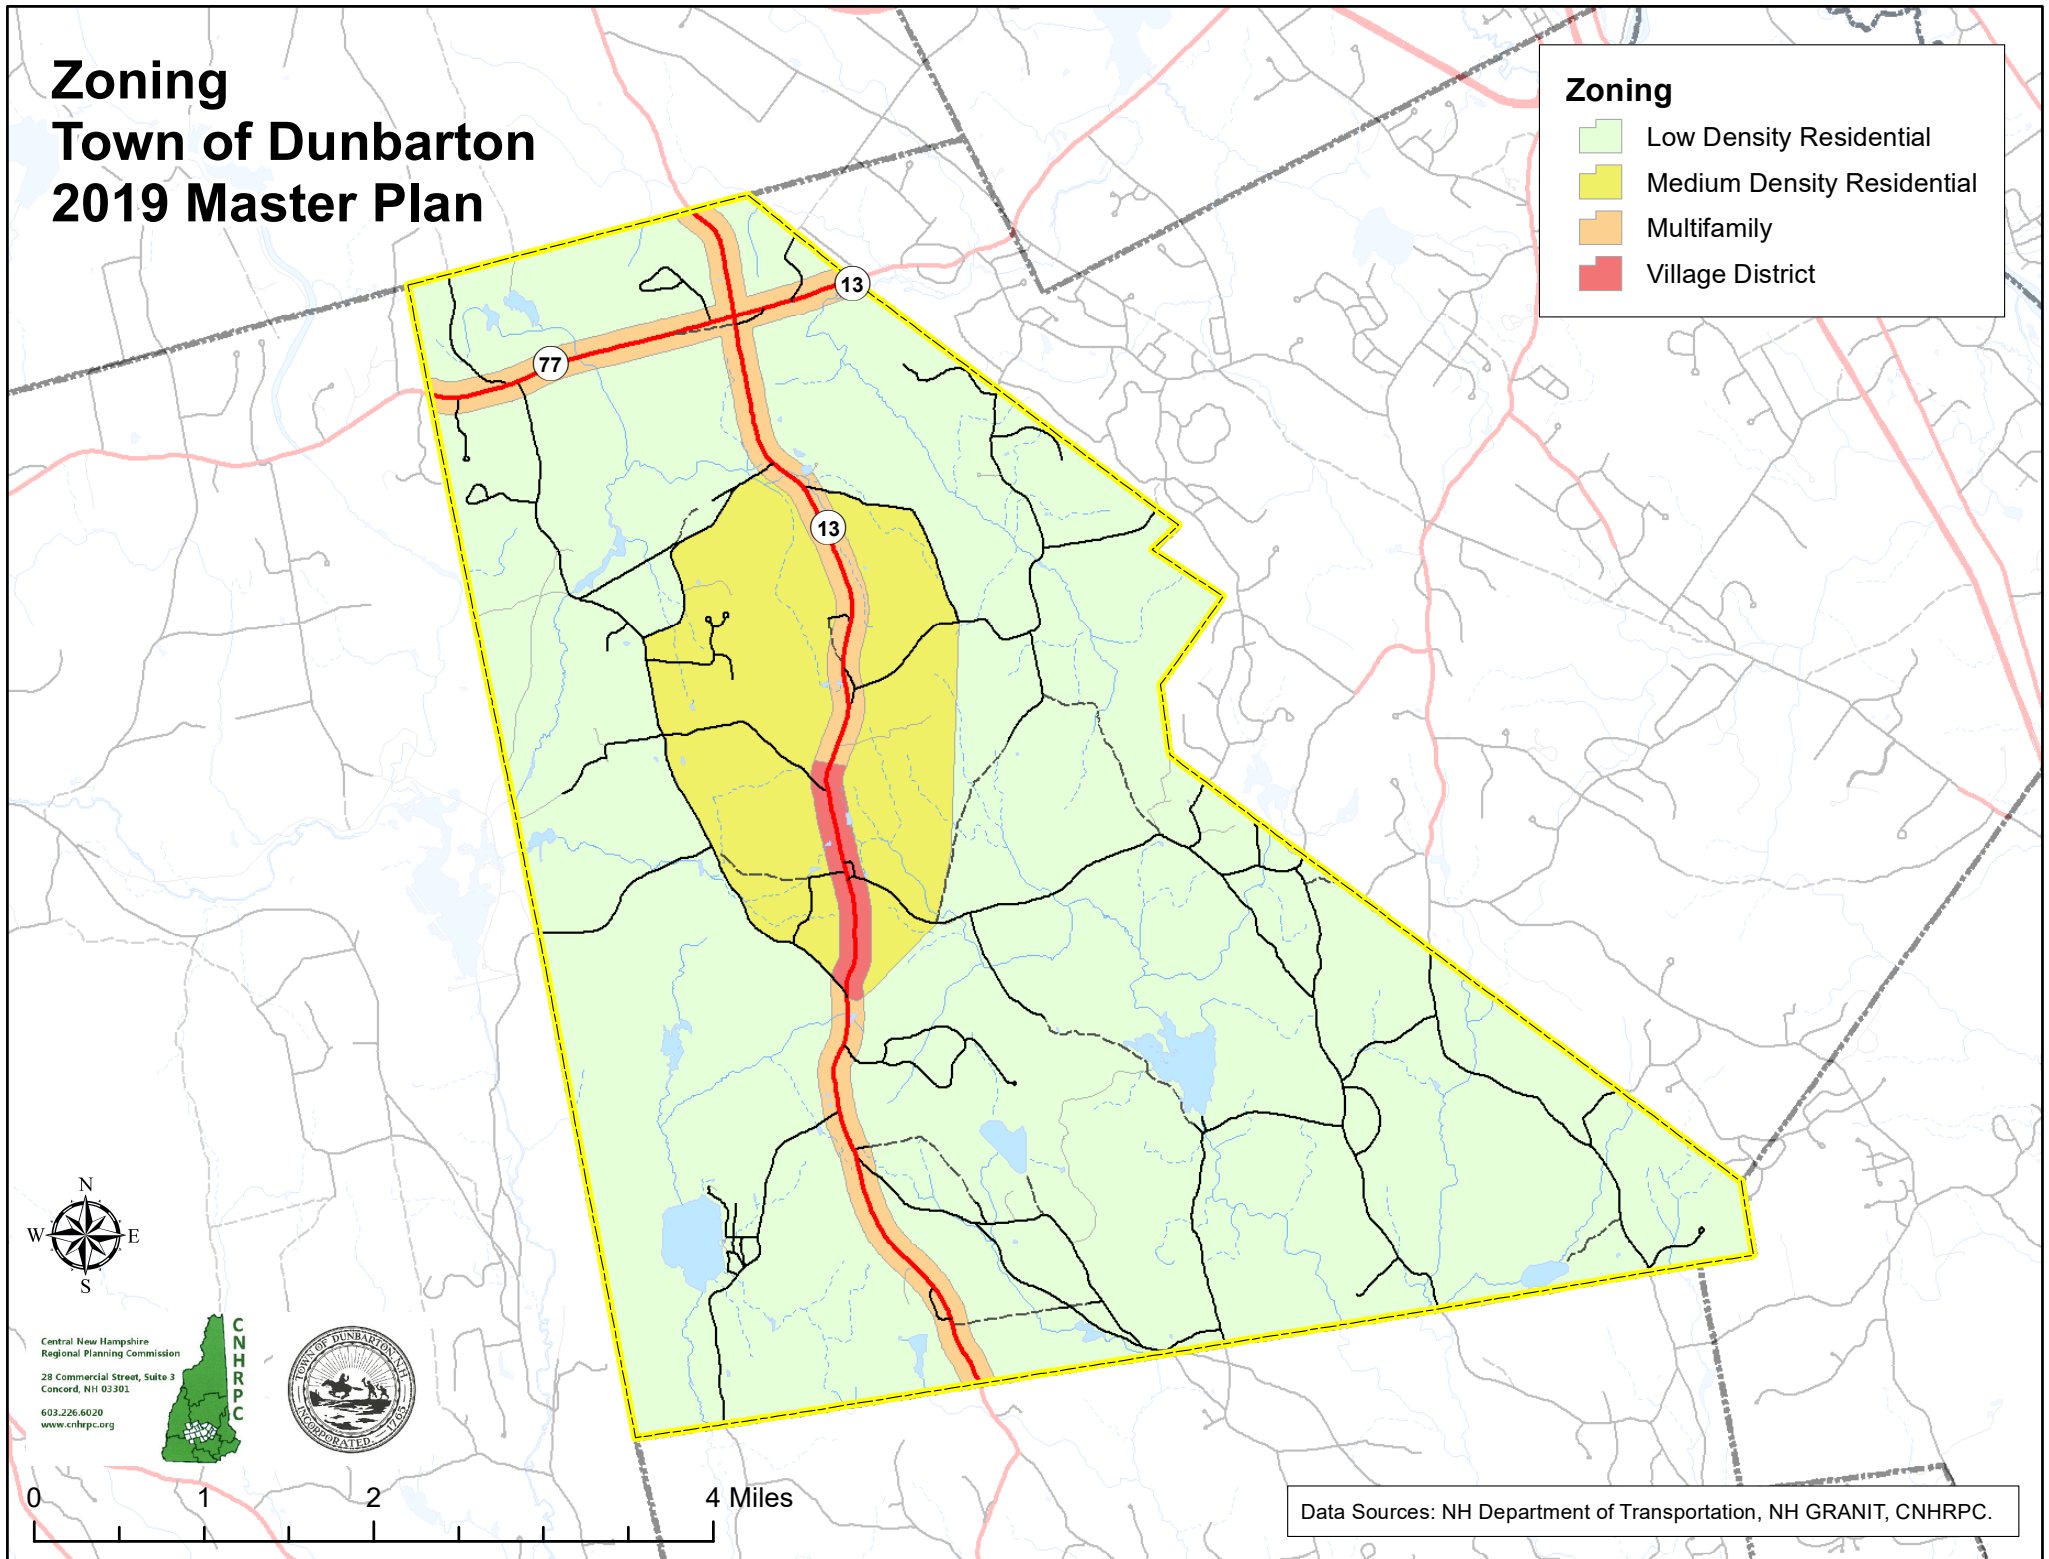 Zoning
Town of Dunbarton
2019 Master Plan
Zoning
Low Density Residential
Medium Density Residential
Multifamily
Village District
13
77
13
N
W
E
S
Central New Hampshire
Regional Planning Commission
28 Commercial Street, Suite 3
Concord, NH 03301
603.226.6020
www.cnhrpc.org
CNHRPC
TOWN OF DUNBARTON, N.H.
INCORPORATED 1765
0 1 2 4 Miles
Data Sources: NH Department of Transportation, NH GRANIT, CNHRPC.